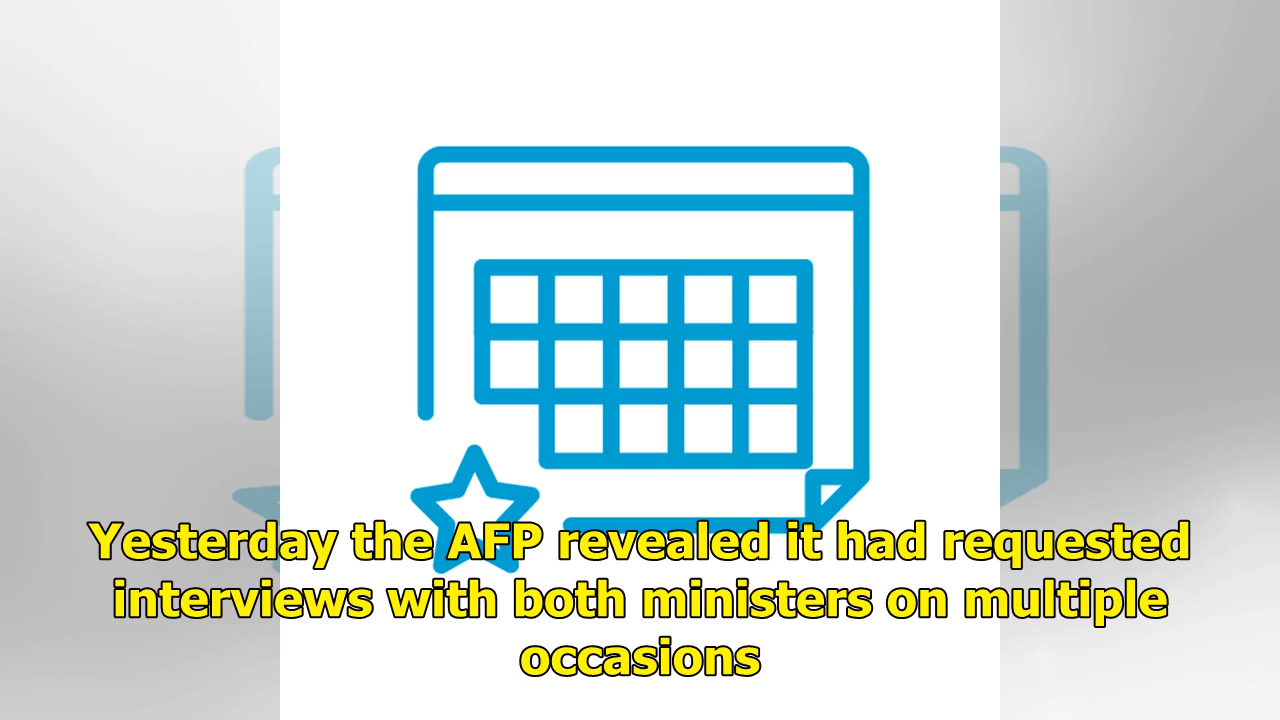 Yesterday the AFP revealed it had requested
interviews with both ministers on multiple
occasions